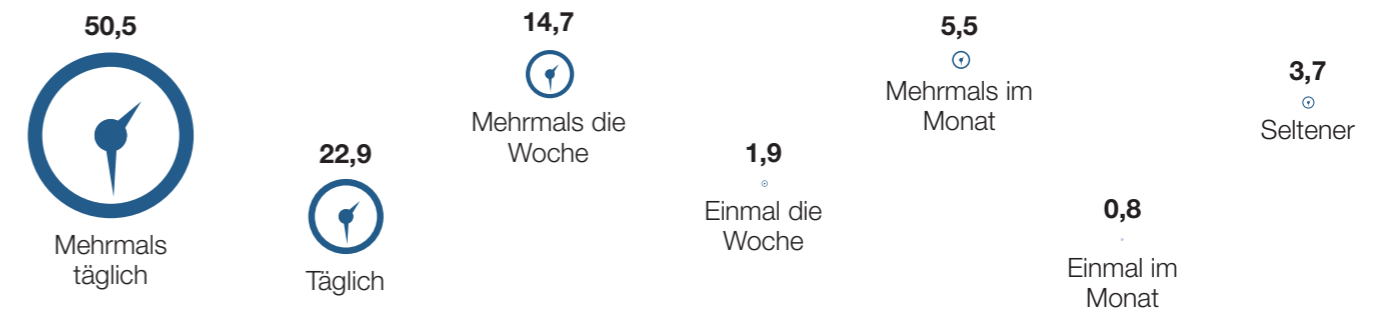 50,5
Mehrmals
täglich
22,9
Täglich
14,7
Mehrmals die
Woche
1,9
Einmal die
Woche
5,5
Mehrmals im
Monat
0,8
Einmal im
Monat
3,7
Seltener